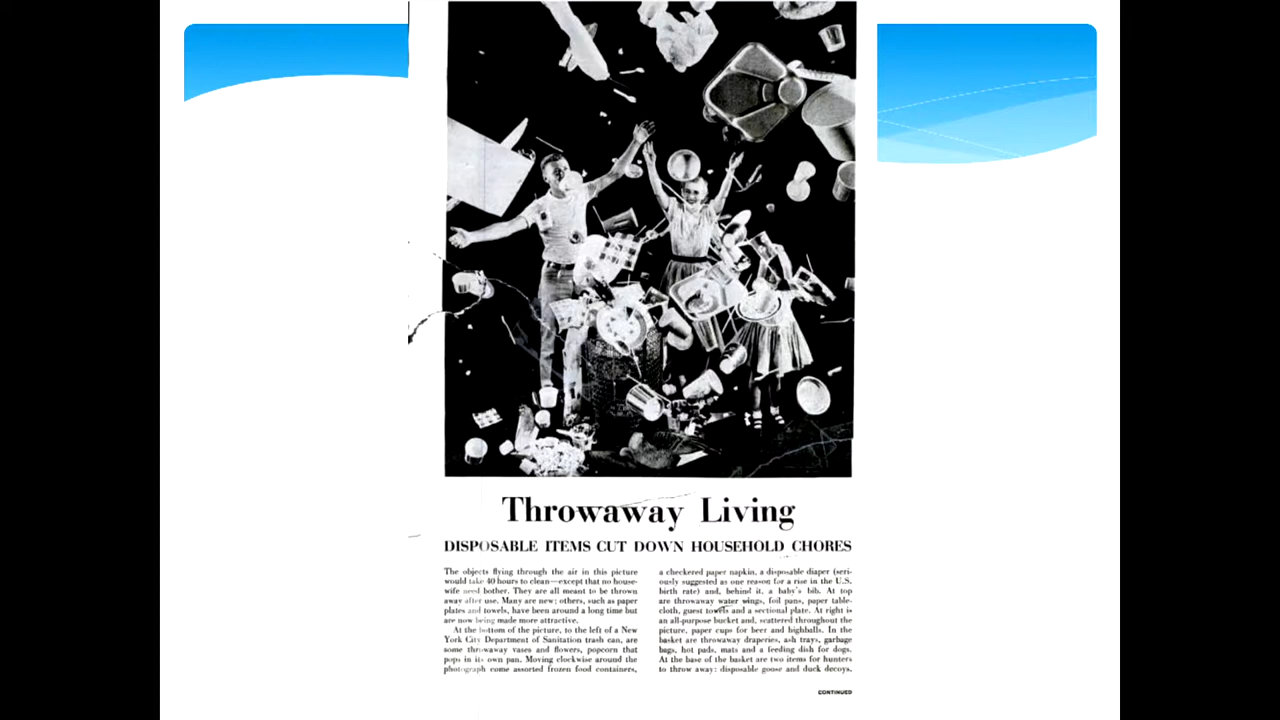 Throwaway Living
DISPOSABLE ITEMS CUT DOWN HOUSEHOLD CHORES
The objects flying through the air in this picture
would take 40 hours to clean—except that no house-
wife need bother. They are all meant to be thrown
away after use. Many are new; others, such as paper
plates and towels, have been around a long time but
are now being made more attractive.
At the bottom of the picture, to the left of a New
York City Department of Sanitation trash can, are
some throwaway vases and flowers, popcorn that
pops in its own pan. Moving clockwise around the
photograph come assorted frozen food containers,
a checkered paper napkin, a disposable diaper (seri-
ously suggested as one reason for a rise in the U.S.
birth rate) and, behind it, a baby's bib. At top
are throwaway water wings, foil pans, paper table-
cloth, guest towels and a sectional plate. At right is
an all-purpose bucket and, scattered throughout the
picture, paper cups for beer and highballs. In the
basket are throwaway draperies, ash trays, garbage
bags, hot pads, mats and a feeding dish for dogs.
At the base of the basket are two items for hunters
to throw away: disposable goose and duck decoys.
CONTINUED